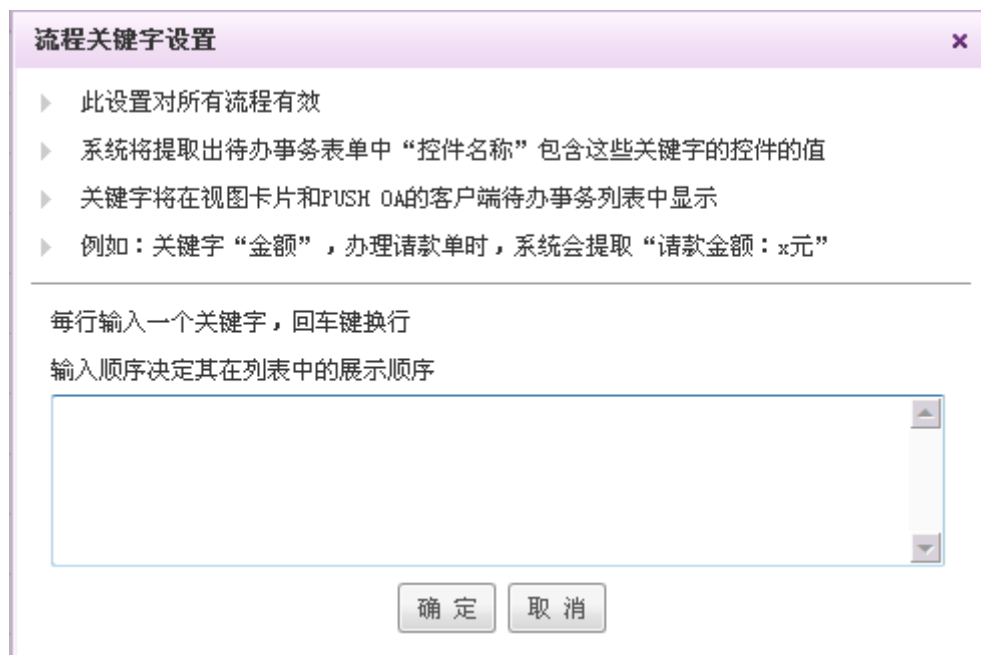 流程关键字设置
此设置对所有流程有效
系统将提取出待办事务表单中“控件名称”包含这些关键字的控件的值
关键字将在视图卡片和PUSH OA的客户端待办事务列表中显示
例如：关键字“金额”，办理请款单时，系统会提取“请款金额：x元”
每行输入一个关键字，回车键换行
输入顺序决定其在列表中的展示顺序
确 定 取 消